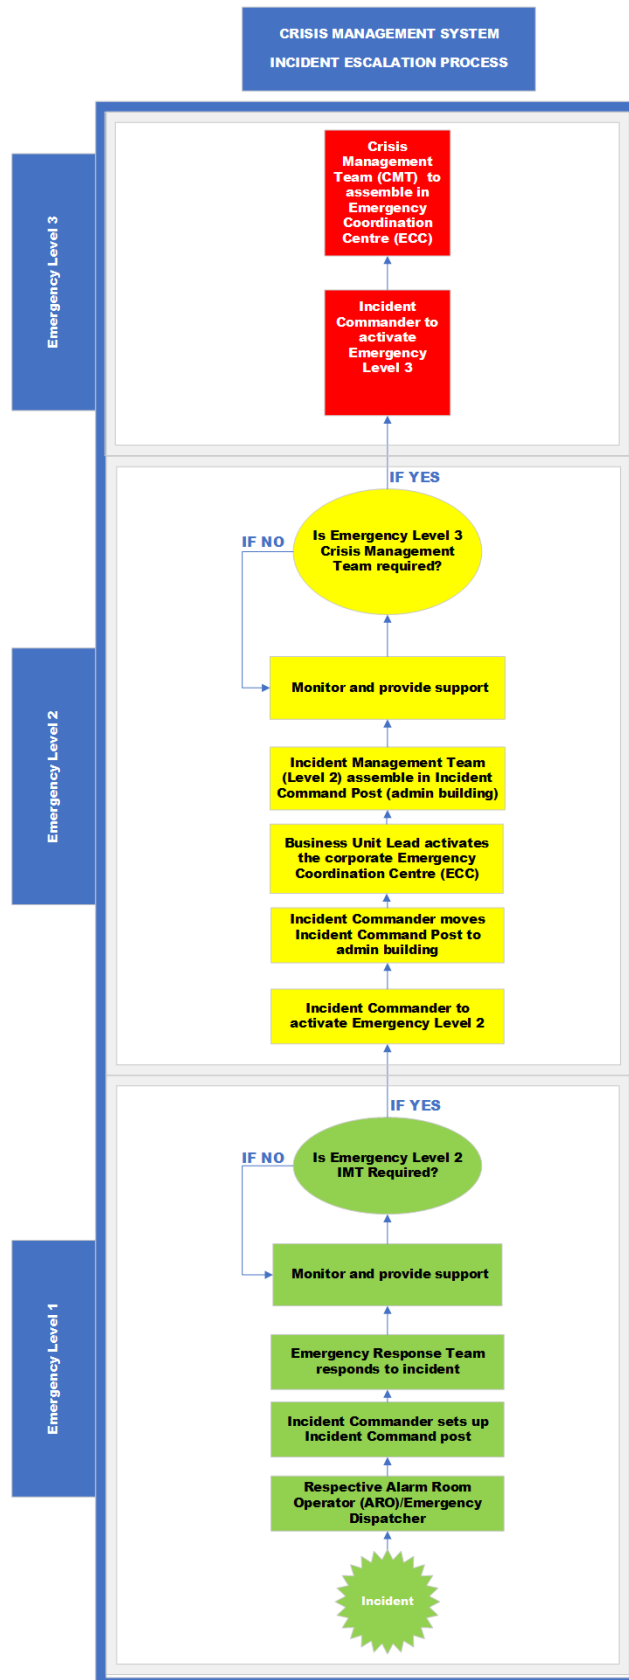 CRISIS MANAGEMENT SYSTEM
INCIDENT ESCALATION PROCESS
Emergency Level 3
Crisis
Management
Team (CMT) to
assemble in
Emergency
Coordination
Centre (ECC)
Incident
Commander to
activate
Emergency
Level 3
IF YES
Is Emergency Level 3
Crisis Management
Team required?
IF NO
Emergency Level 2
Monitor and provide support
Incident Management Team
(Level 2) assemble in Incident
Command Post (admin building)
Business Unit Lead activates
the corporate Emergency
Coordination Centre (ECC)
Incident Commander moves
Incident Command Post to
admin building
Incident Commander to
activate Emergency Level 2
IF YES
Is Emergency Level 2
IMT Required?
IF NO
Emergency Level 1
Monitor and provide support
Emergency Response Team
responds to incident
Incident Commander sets up
Incident Command post
Respective Alarm Room
Operator (ARO)/Emergency
Dispatcher
Incident